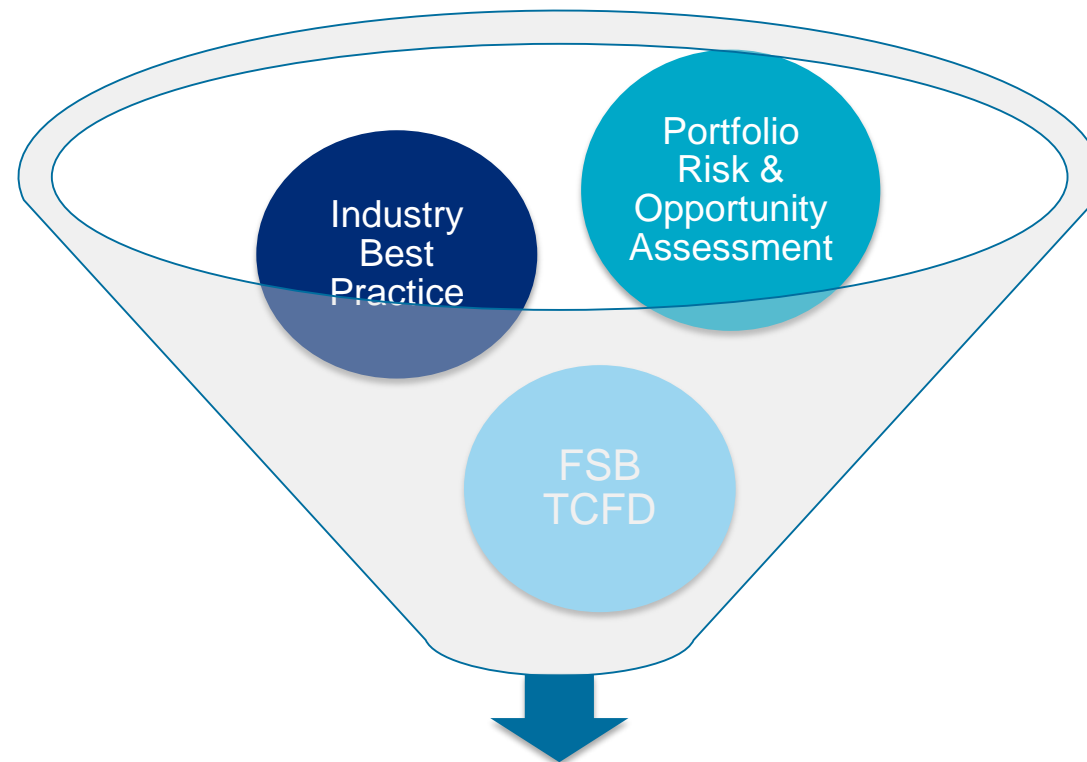 Portfolio
Risk &
Opportunity
Assessment
Industry
Best
Practice
FSB
TCFD